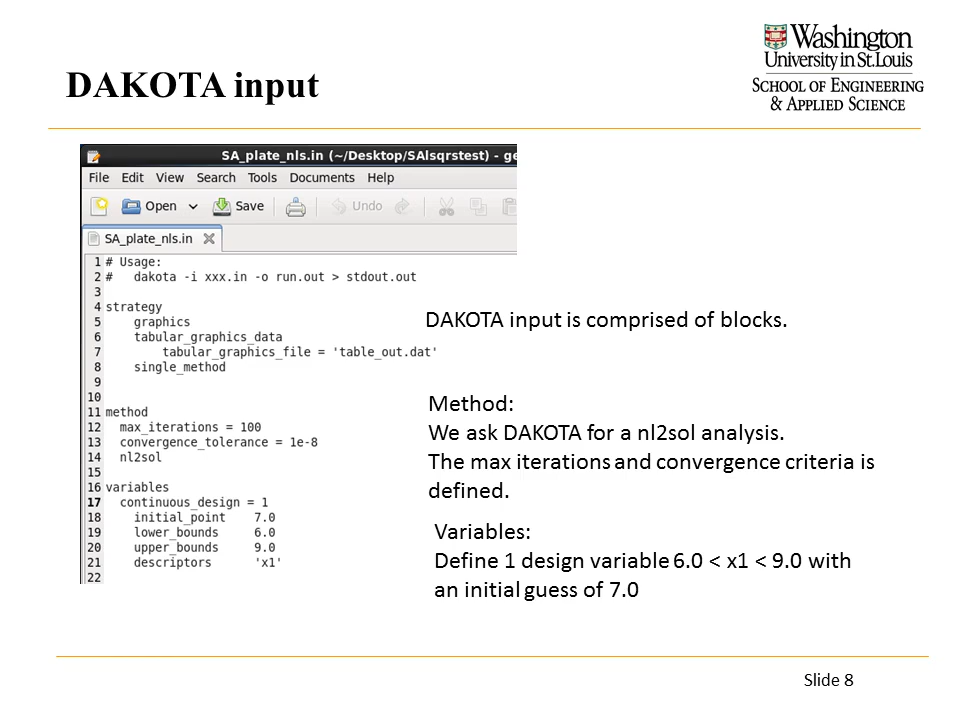 Washington
University in St. Louis
SCHOOL OF ENGINEERING
& APPLIED SCIENCE
DAKOTA input
SA_plate_nls.in (~/Desktop/SAlsqrstest) - ge
File Edit View Search Tools Documents Help
Open Save Undo
SA_plate_nls.in
1 # Usage:
2 #   dakota -i xxx.in -o run.out > stdout.out
3
4 strategy
5     graphics
6     tabular_graphics_data
7         tabular_graphics_file = 'table_out.dat'
8     single_method
9
10
11 method
12   max_iterations = 100
13   convergence_tolerance = 1e-8
14   nl2sol
15
16 variables
17   continuous_design = 1
18     initial_point    7.0
19     lower_bounds     6.0
20     upper_bounds     9.0
21     descriptors      'x1'
22
DAKOTA input is comprised of blocks.
Method:
We ask DAKOTA for a nl2sol analysis.
The max iterations and convergence criteria is
defined.
Variables:
Define 1 design variable 6.0 < x1 < 9.0 with
an initial guess of 7.0
Slide 8